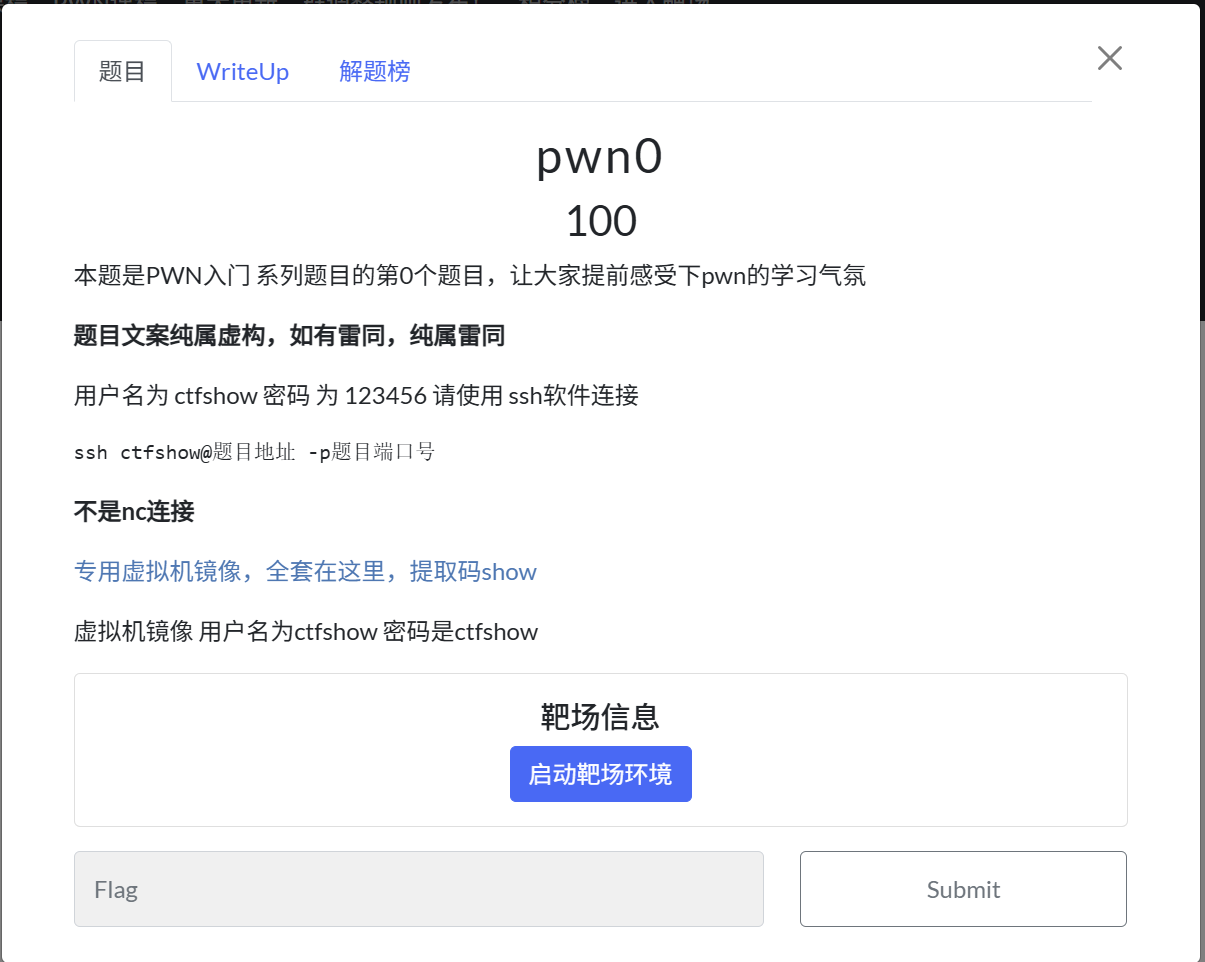 题目 WriteUp 解题榜
pwn0
100
本题是PWN入门 系列题目的第0个题目，让大家提前感受下pwn的学习气氛
题目文案纯属虚构，如有雷同，纯属雷同
用户名为 ctfshow 密码 为 123456 请使用 ssh软件连接
ssh ctfshow@题目地址 -p题目端口号
不是nc连接
专用虚拟机镜像，全套在这里，提取码show
虚拟机镜像 用户名为ctfshow 密码是ctfshow
靶场信息
启动靶场环境
Flag Submit